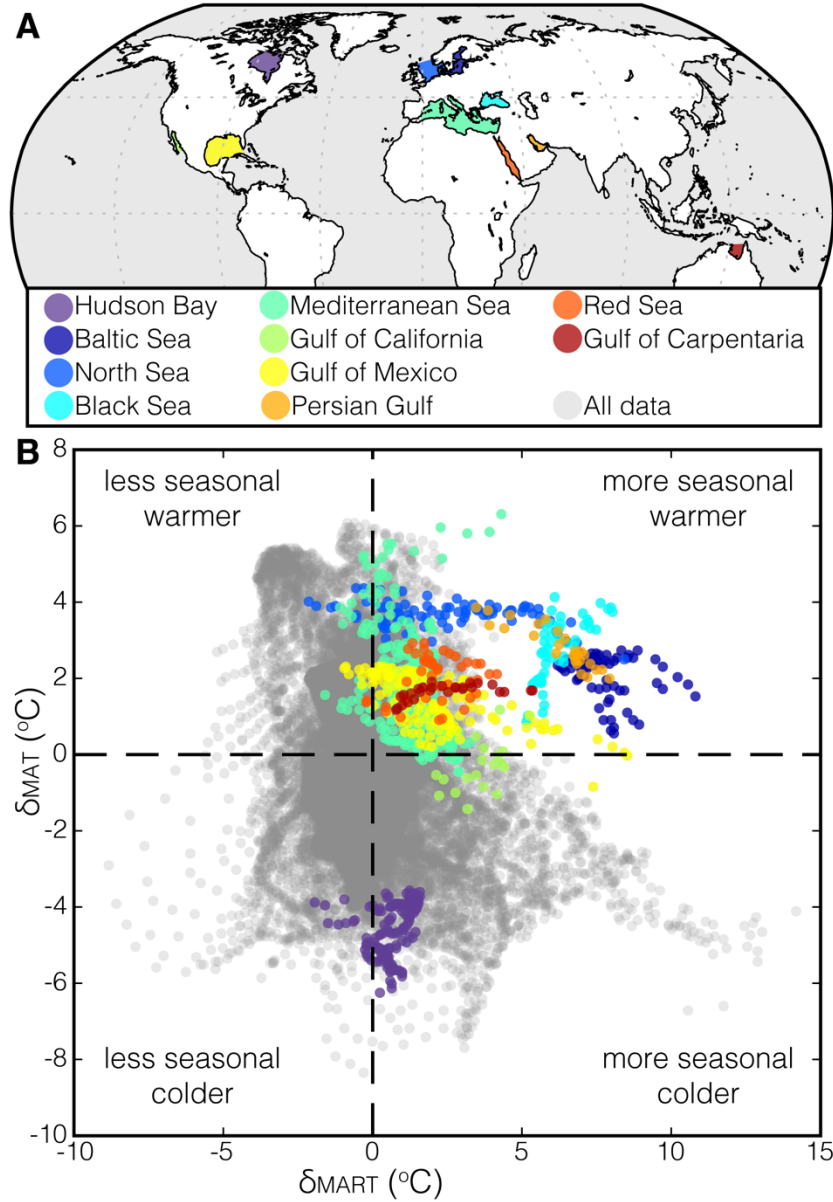 A
Hudson Bay
Baltic Sea
North Sea
Black Sea
Mediterranean Sea
Gulf of California
Gulf of Mexico
Persian Gulf
Red Sea
Gulf of Carpentaria
All data
B
8
6
4
2
0
-2
-4
-6
-8
-10
δMAT (°C)
less seasonal
warmer
more seasonal
warmer
less seasonal
colder
more seasonal
colder
-10
-5
0
5
10
15
δMART (°C)